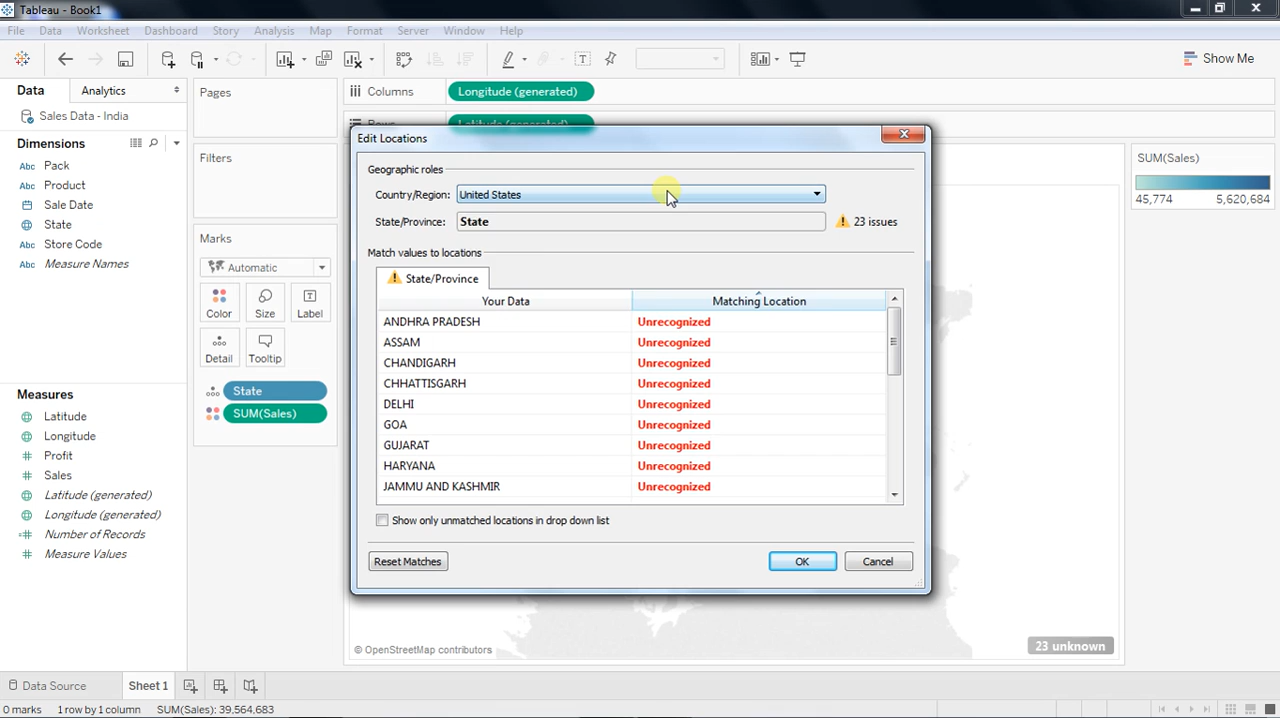 Tableau - Book1
File Data Worksheet Dashboard Story Analysis Map Format Server Window Help
Show Me
Data Analytics
Sales Data - India
Dimensions
Abc Pack
Abc Product
Sale Date
State
Abc Store Code
Abc Measure Names
Measures
Latitude
Longitude
# Profit
# Sales
Latitude (generated)
Longitude (generated)
=# Number of Records
# Measure Values
Pages
Filters
Marks
Automatic
Color Size Label
Detail Tooltip
State
SUM(Sales)
Columns Longitude (generated)
Rows Latitude (generated)
Edit Locations
Geographic roles
Country/Region: United States
State/Province: State 23 issues
Match values to locations
State/Province
Your Data Matching Location
ANDHRA PRADESH Unrecognized
ASSAM Unrecognized
CHANDIGARH Unrecognized
CHHATTISGARH Unrecognized
DELHI Unrecognized
GOA Unrecognized
GUJARAT Unrecognized
HARYANA Unrecognized
JAMMU AND KASHMIR Unrecognized
Show only unmatched locations in drop down list
Reset Matches OK Cancel
SUM(Sales)
45,774 5,620,684
© OpenStreetMap contributors
23 unknown
Data Source Sheet 1
0 marks 1 row by 1 column SUM(Sales): 39,564,683